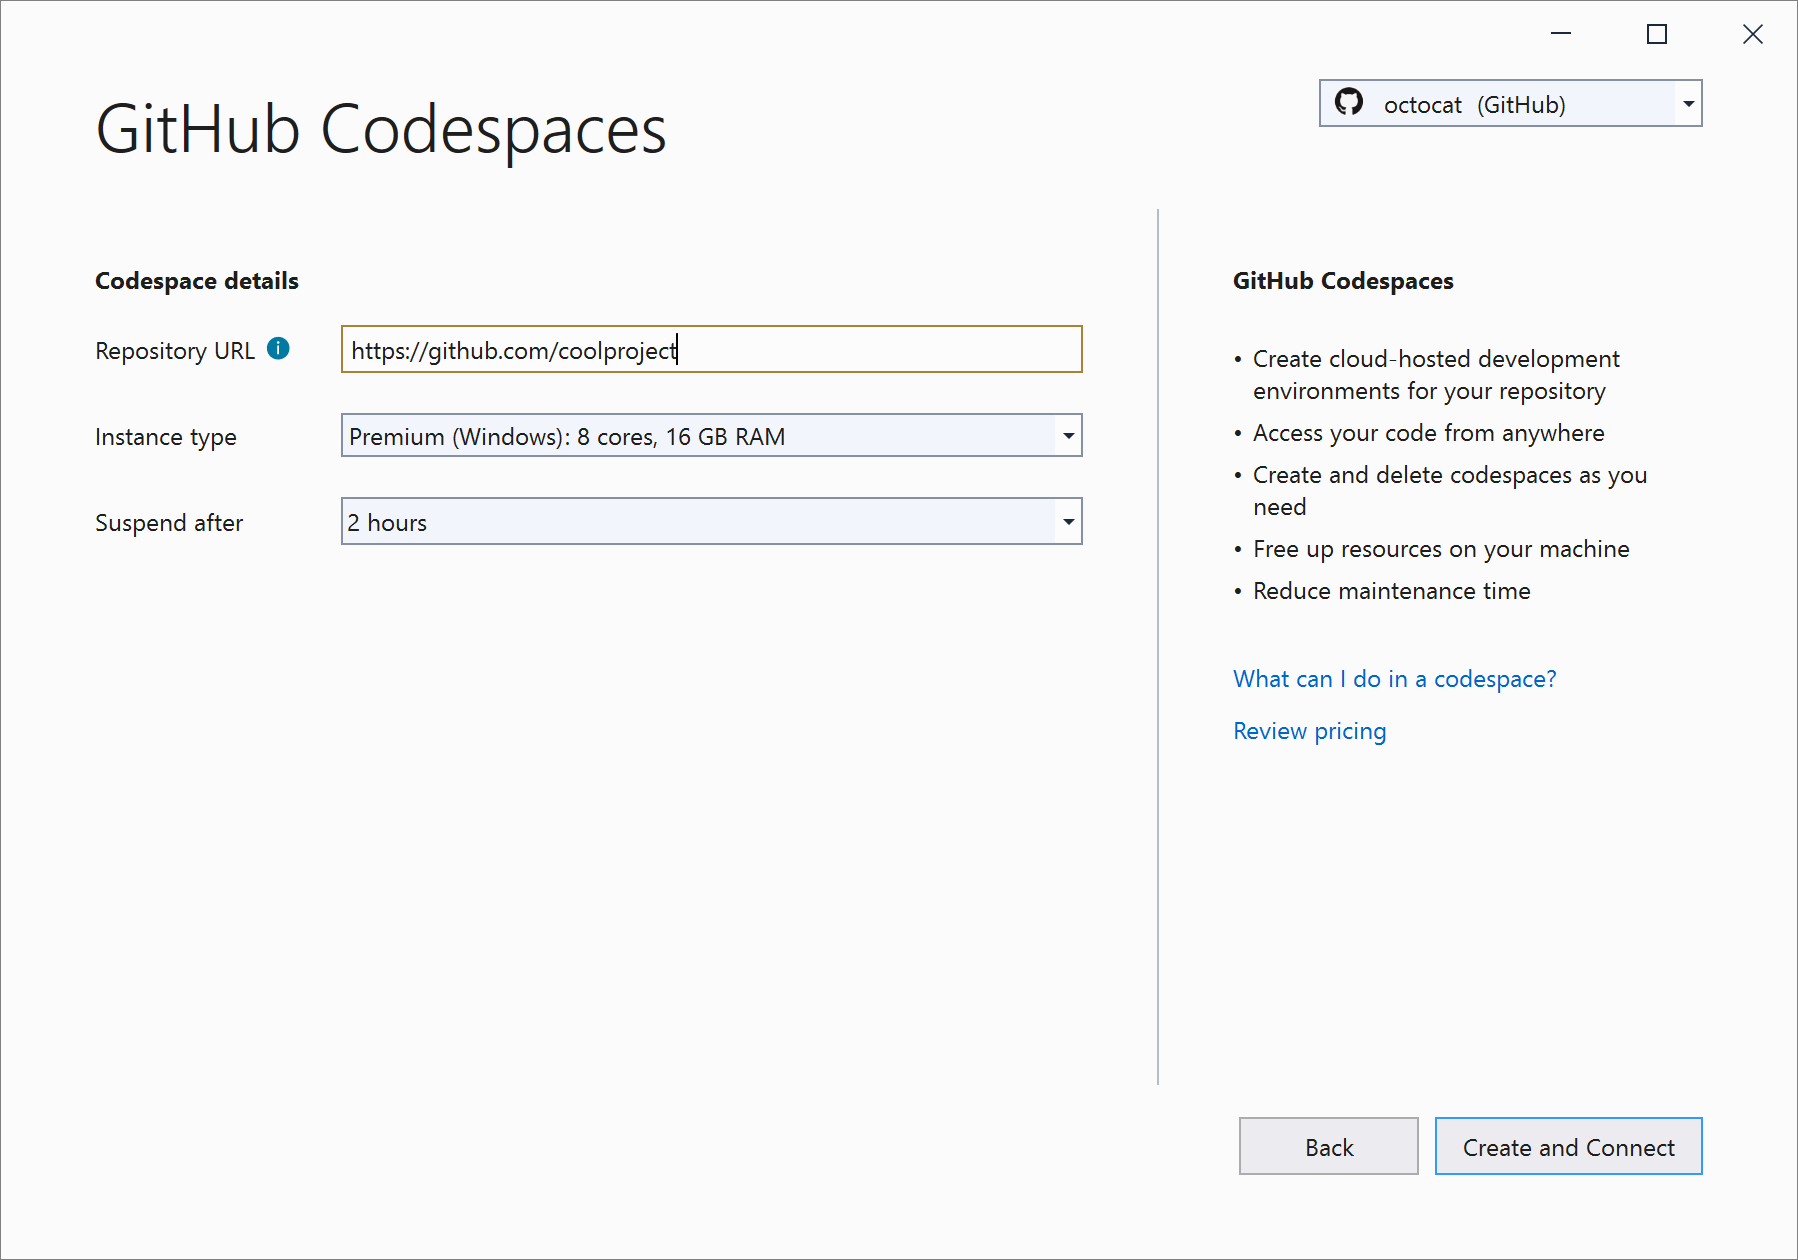 GitHub Codespaces
octocat (GitHub)
Codespace details
Repository URL
https://github.com/coolproject
Instance type
Premium (Windows): 8 cores, 16 GB RAM
Suspend after
2 hours
GitHub Codespaces
• Create cloud-hosted development
environments for your repository
• Access your code from anywhere
• Create and delete codespaces as you
need
• Free up resources on your machine
• Reduce maintenance time
What can I do in a codespace?
Review pricing
Back
Create and Connect